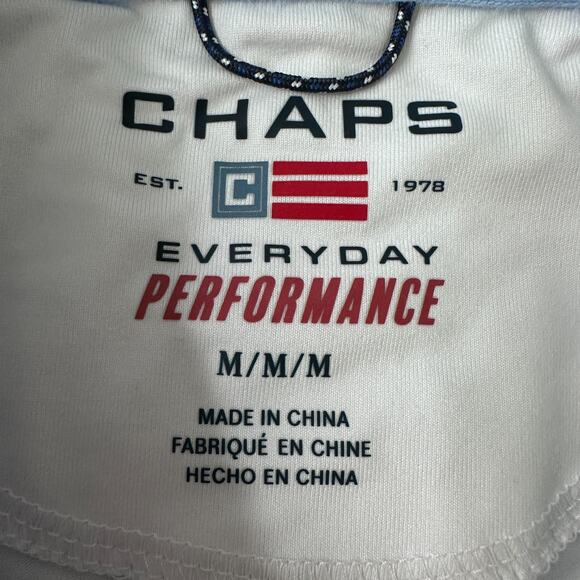 CHAPS
EST. C 1978
EVERYDAY
PERFORMANCE
M/M/M
MADE IN CHINA
FABRIQUÉ EN CHINE
HECHO EN CHINA